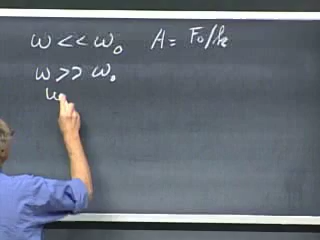 ω << ω₀ A = F₀/k
ω >> ω₀
ω